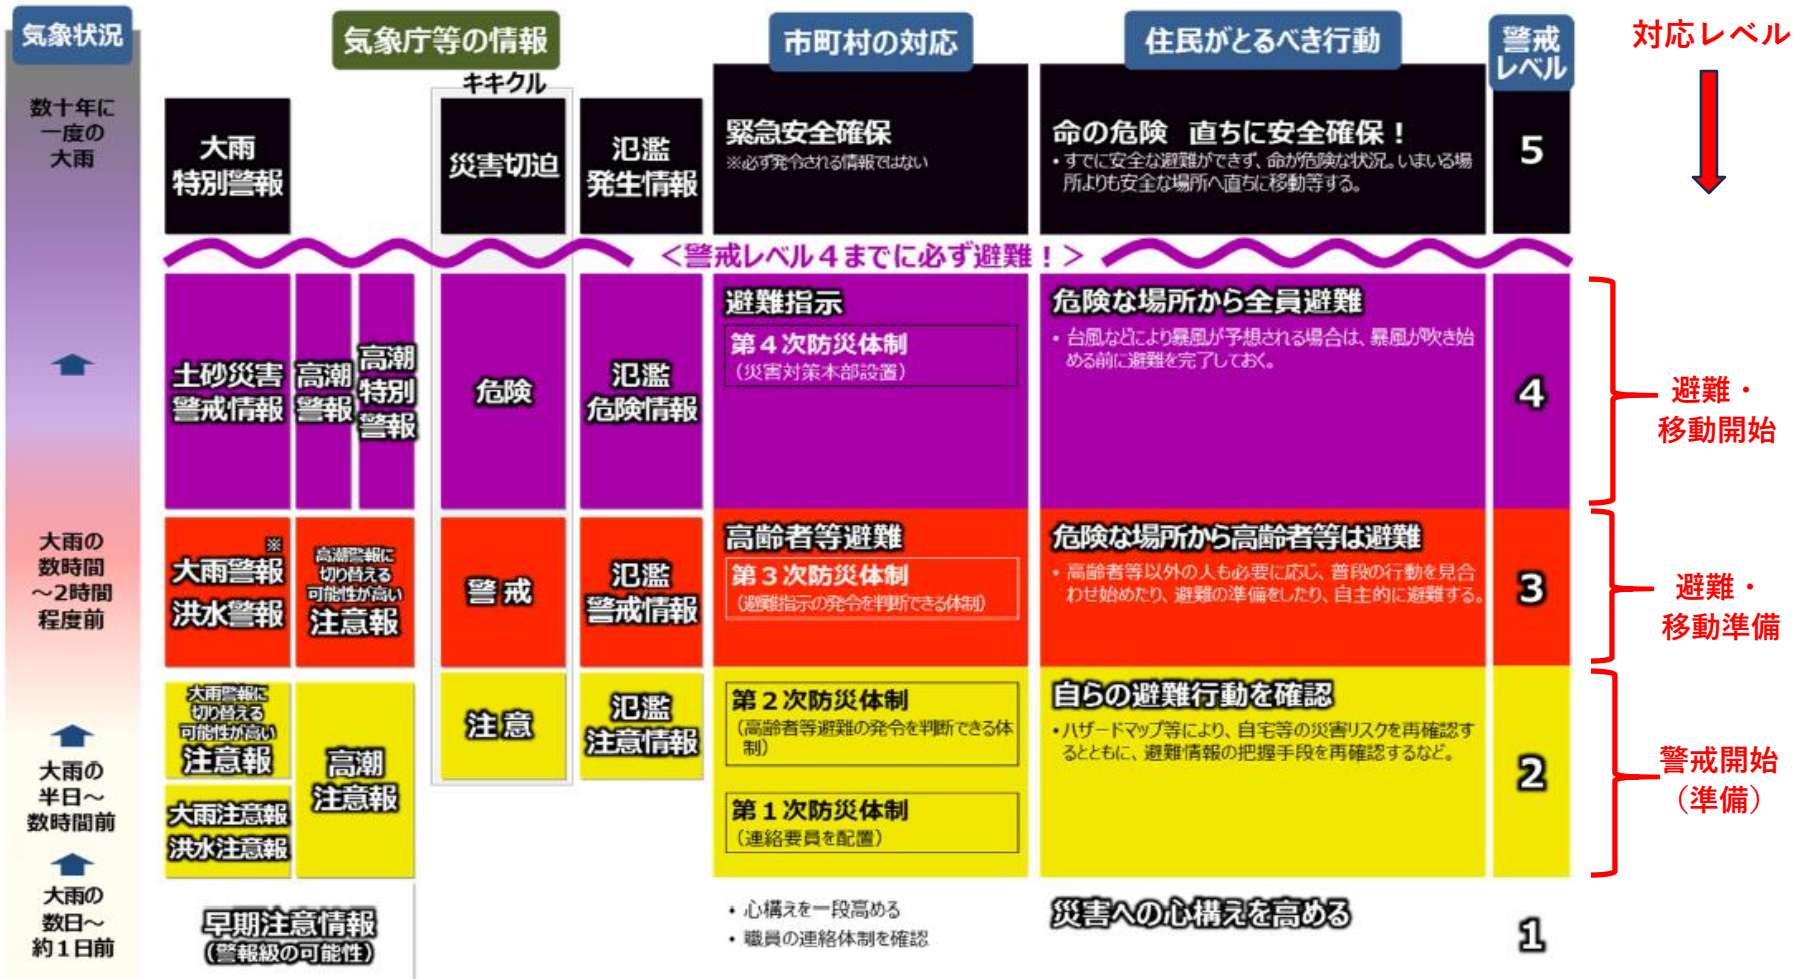 気象状況
気象庁等の情報
市町村の対応
住民がとるべき行動
警戒
レベル
対応レベル
キキクル
数十年に
一度の
大雨
大雨
特別警報
災害切迫
氾濫
発生情報
緊急安全確保
※必ず発令される情報ではない
命の危険 直ちに安全確保！
・すでに安全な避難ができず、命が危険な状況。いまいる場
所よりも安全な場所へ直ちに移動等する。
5
＜警戒レベル４までに必ず避難！＞
土砂災害
警戒情報
高潮
警報
高潮
特別
警報
危険
氾濫
危険情報
避難指示
第４次防災体制
（災害対策本部設置）
危険な場所から全員避難
・台風などにより暴風が予想される場合は、暴風が吹き始
める前に避難を完了しておく。
4
避難・
移動開始
大雨の
数時間
～2時間
程度前
※
大雨警報
洪水警報
高潮警報に
切り替える
可能性が高い
注意報
警戒
氾濫
警戒情報
高齢者等避難
第３次防災体制
（避難指示の発令を判断できる体制）
危険な場所から高齢者等は避難
・高齢者等以外の人も必要に応じ、普段の行動を見合
わせ始めたり、避難の準備をしたり、自主的に避難する。
3
避難・
移動準備
大雨の
半日～
数時間前
大雨警報に
切り替える
可能性が高い
注意報
大雨注意報
洪水注意報
高潮
注意報
注意
氾濫
注意情報
第２次防災体制
（高齢者等避難の発令を判断できる体
制）
第１次防災体制
（連絡要員を配置）
自らの避難行動を確認
・ハザードマップ等により、自宅等の災害リスクを再確認す
るとともに、避難情報の把握手段を再確認するなど。
2
警戒開始
（準備）
大雨の
数日～
約１日前
早期注意情報
（警報級の可能性）
・心構えを一段高める
・職員の連絡体制を確認
災害への心構えを高める
1